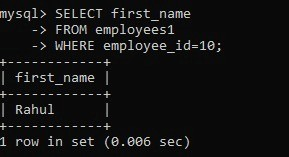 mysql> SELECT first_name
    -> FROM employees1
    -> WHERE employee_id=10;
+------------+
| first_name |
+------------+
| Rahul      |
+------------+
1 row in set (0.006 sec)